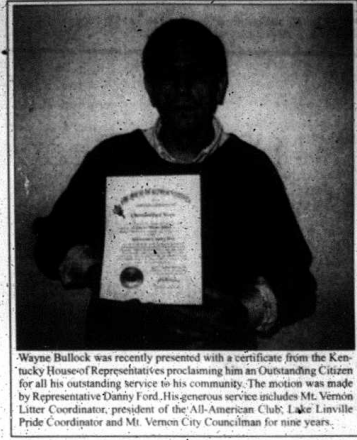 Wayne Bullock was recently presented with a certificate from the Ken-
tucky House of Representatives proclaiming him an Outstanding Citizen
for all his outstanding service to his community. The motion was made
by Representative Danny Ford. His generous service includes Mt. Vernon
Litter Coordinator, president of the All-American Club, Lake Linville
Pride Coordinator and Mt. Vernon City Councilman for nine years.